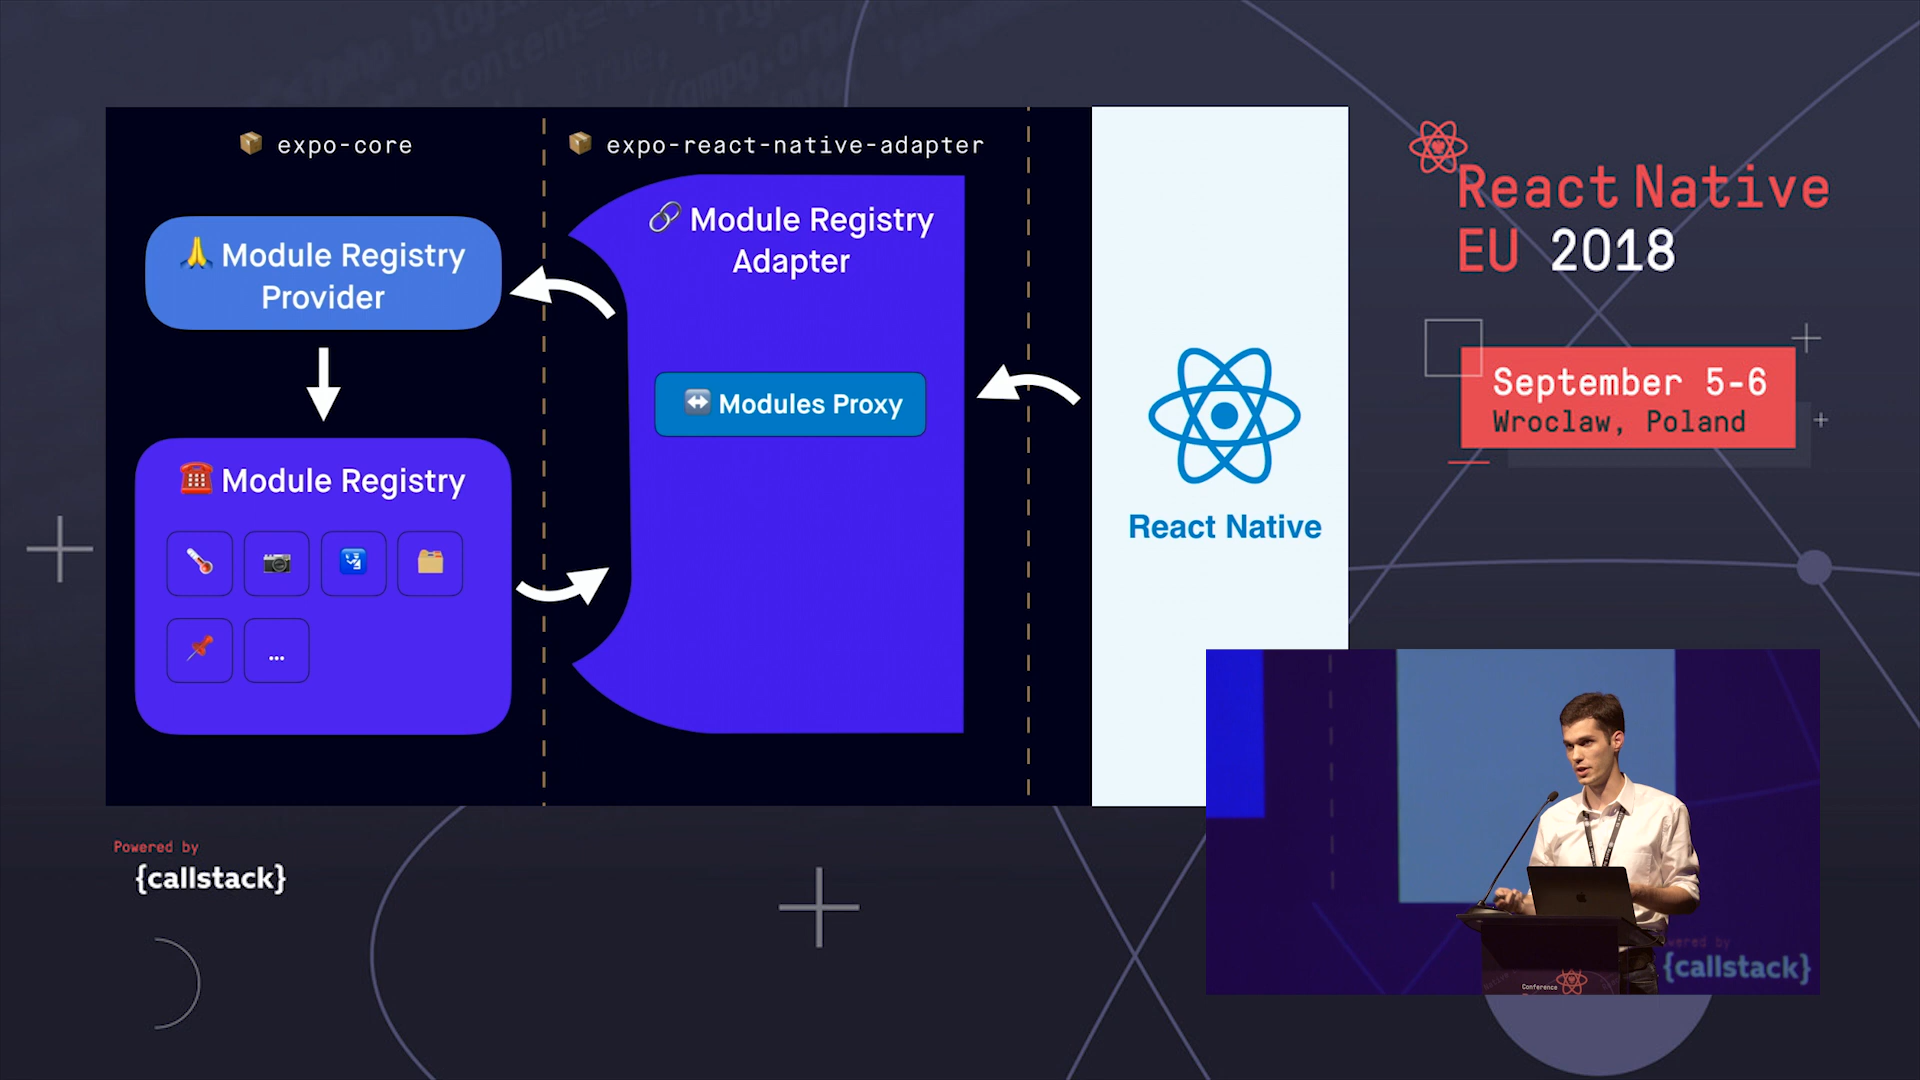 expo-core
expo-react-native-adapter
Module Registry
Provider
Module Registry
Adapter
Modules Proxy
Module Registry
...
React Native
React Native
EU 2018
September 5-6
Wroclaw, Poland
Powered by
{callstack}
{callstack}
Conference